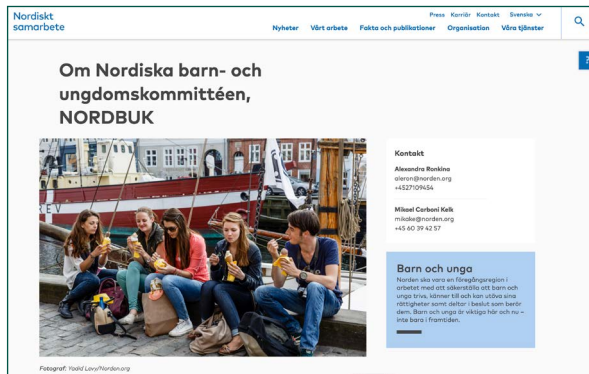 Nordiskt
samarbete
Press Karriär Kontakt Svenska
Nyheter Vårt arbete Fakta och publikationer Organisation Våra tjänster
Om Nordiska barn- och
ungdomskommittéen,
NORDBUK
Kontakt
Alexandra Ronkina
aleron@norden.org
+4527109454
Mikael Carboni Kelk
mikake@norden.org
+45 60 39 42 57
Barn och unga
Norden ska vara en föregångsregion i
arbetet med att säkerställa att barn och
unga trivs, känner till och kan utöva sina
rättigheter samt deltar i beslut som berör
dem. Barn och unga är viktiga här och nu –
inte bara i framtiden.
Fotograf: Yadid Levy/Norden.org